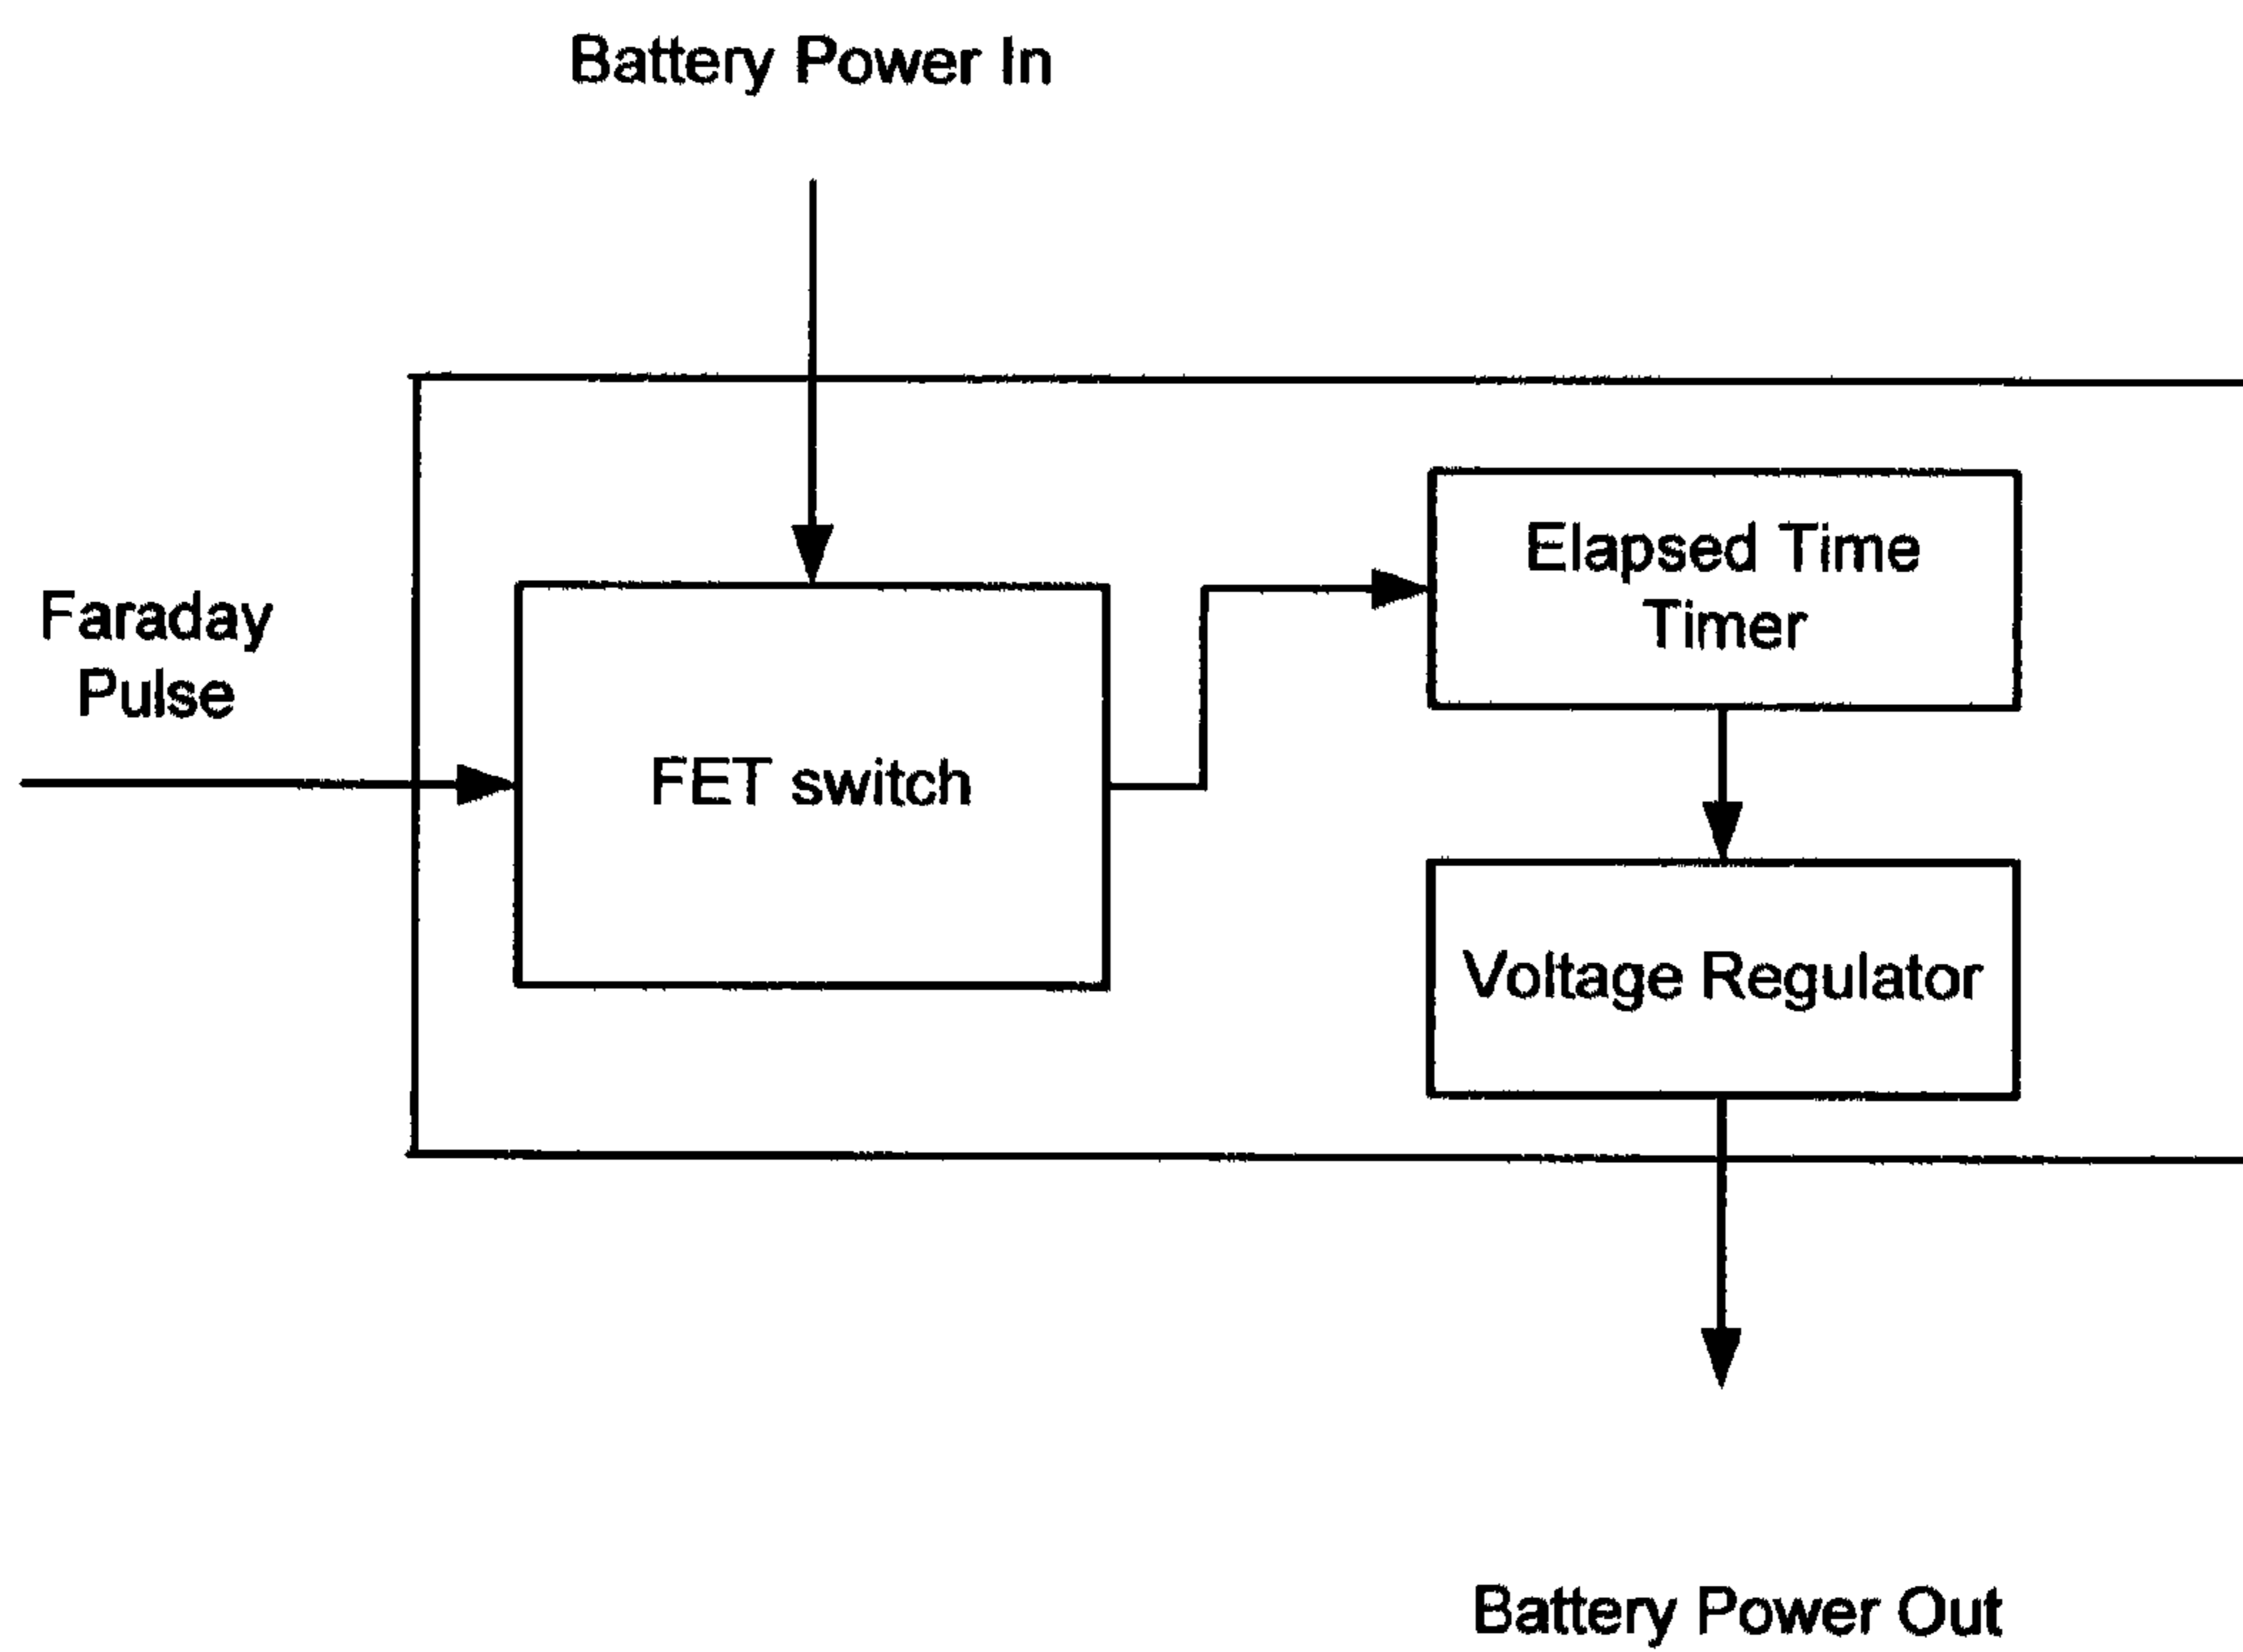 Battery Power In
Faraday
Pulse
FET switch
Elapsed Time
Timer
Voltage Regulator
Battery Power Out